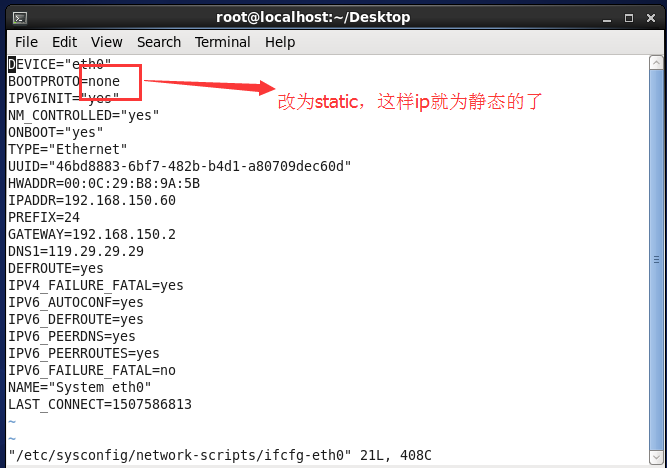 root@localhost:~/Desktop
File Edit View Search Terminal Help
DEVICE="eth0"
BOOTPROTO=none
IPV6INIT="yes"
NM_CONTROLLED="yes"
ONBOOT="yes"
TYPE="Ethernet"
UUID="46bd8883-6bf7-482b-b4d1-a80709dec60d"
HWADDR=00:0C:29:B8:9A:5B
IPADDR=192.168.150.60
PREFIX=24
GATEWAY=192.168.150.2
DNS1=119.29.29.29
DEFROUTE=yes
IPV4_FAILURE_FATAL=yes
IPV6_AUTOCONF=yes
IPV6_DEFROUTE=yes
IPV6_PEERDNS=yes
IPV6_PEERROUTES=yes
IPV6_FAILURE_FATAL=no
NAME="System eth0"
LAST_CONNECT=1507586813
~
~
"/etc/sysconfig/network-scripts/ifcfg-eth0" 21L, 408C
改为static，这样ip就为静态的了